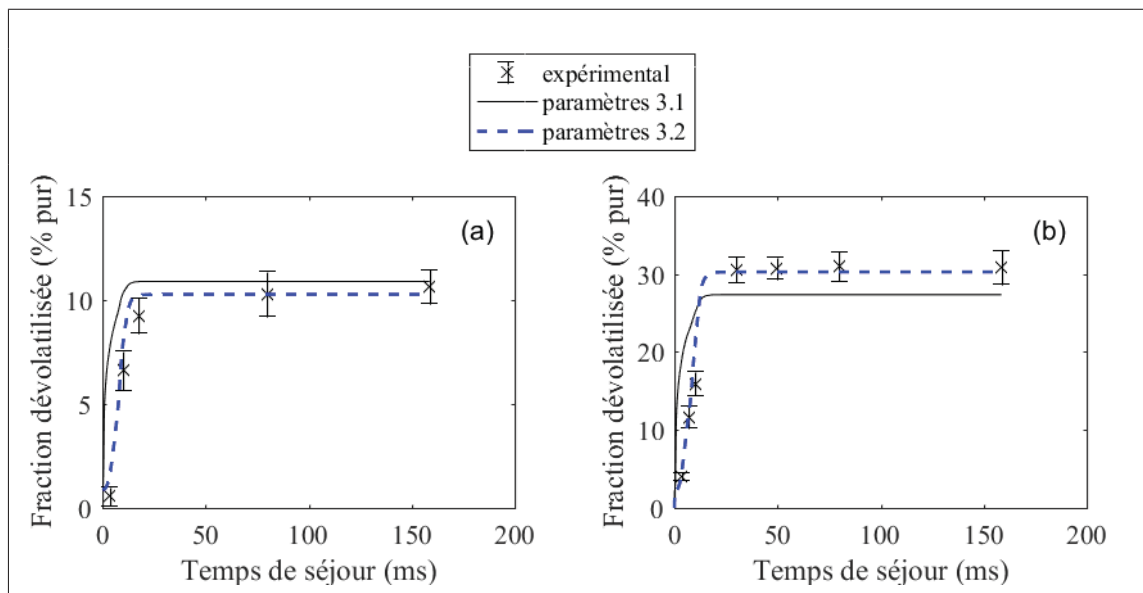 expérimental
paramètres 3.1
paramètres 3.2
(a)
Fraction dévolatilisée (% pur)
15
10
5
0
0 50 100 150 200
Temps de séjour (ms)
(b)
Fraction dévolatilisée (% pur)
40
30
20
10
0
0 50 100 150 200
Temps de séjour (ms)